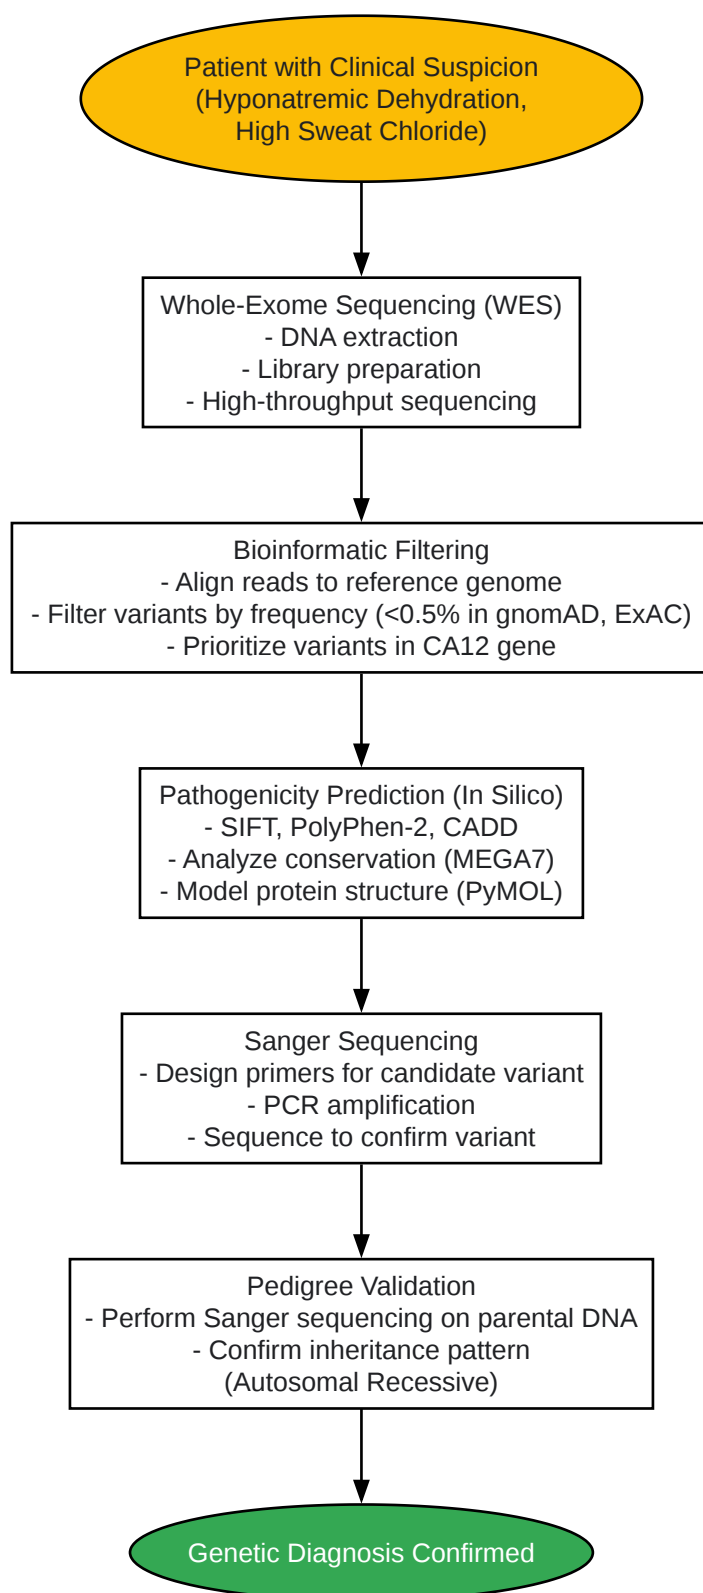 Patient with Clinical Suspicion
(Hyponatremic Dehydration,
High Sweat Chloride)
Whole-Exome Sequencing (WES)
- DNA extraction
- Library preparation
- High-throughput sequencing
Bioinformatic Filtering
- Align reads to reference genome
- Filter variants by frequency (<0.5% in gnomAD, ExAC)
- Prioritize variants in CA12 gene
Pathogenicity Prediction (In Silico)
- SIFT, PolyPhen-2, CADD
- Analyze conservation (MEGA7)
- Model protein structure (PyMOL)
Sanger Sequencing
- Design primers for candidate variant
- PCR amplification
- Sequence to confirm variant
Pedigree Validation
- Perform Sanger sequencing on parental DNA
- Confirm inheritance pattern
(Autosomal Recessive)
Genetic Diagnosis Confirmed